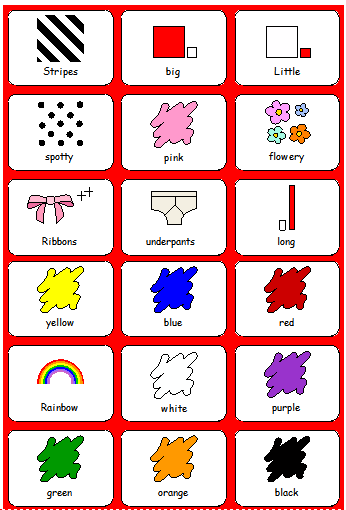 Stripes
big
Little
spotty
pink
flowery
Ribbons
underpants
long
yellow
blue
red
Rainbow
white
purple
green
orange
black